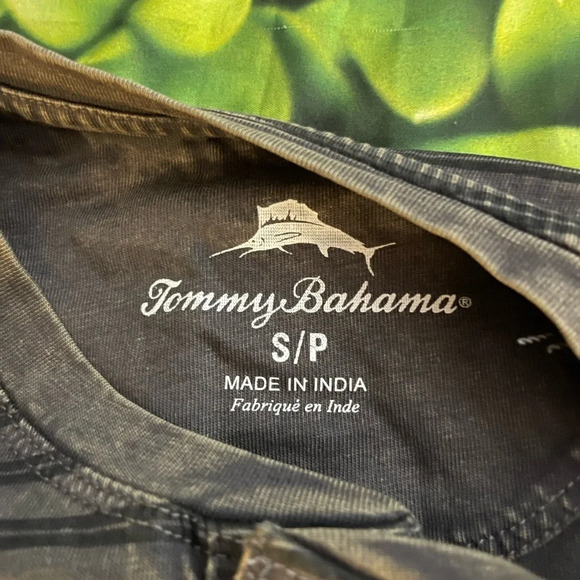 Tommy Bahama®
S/P
MADE IN INDIA
Fabriqué en Inde